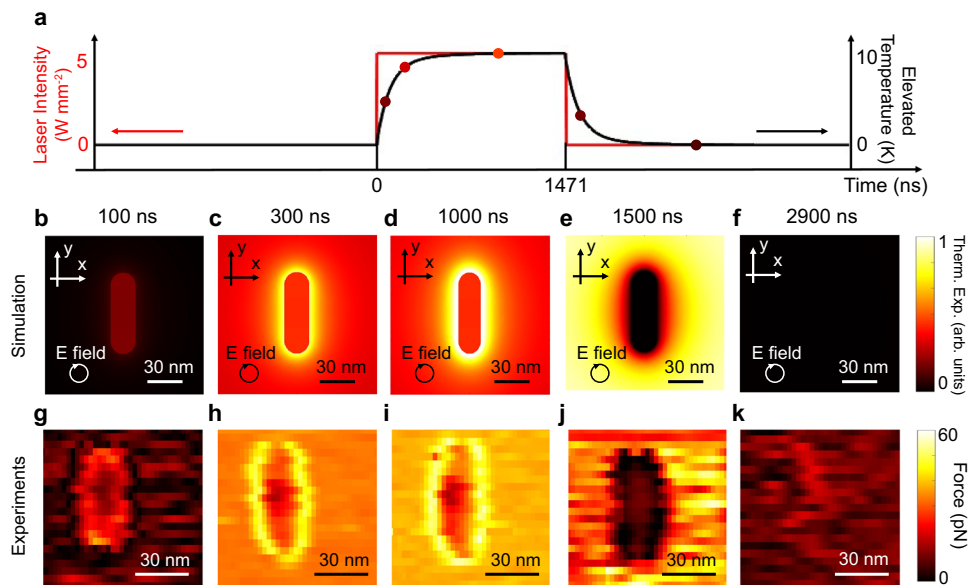 a
Laser Intensity
(W mm⁻²)
5
0
10
0
Elevated
Temperature (K)
0
1471
Time (ns)
b
100 ns
c
300 ns
d
1000 ns
e
1500 ns
f
2900 ns
Simulation
y
x
E field
30 nm
y
x
E field
30 nm
y
x
E field
30 nm
y
x
E field
30 nm
y
x
E field
30 nm
1
0
Therm. Exp. (arb. units)
g
h
i
j
k
Experiments
30 nm
30 nm
30 nm
30 nm
30 nm
60
0
Force (pN)